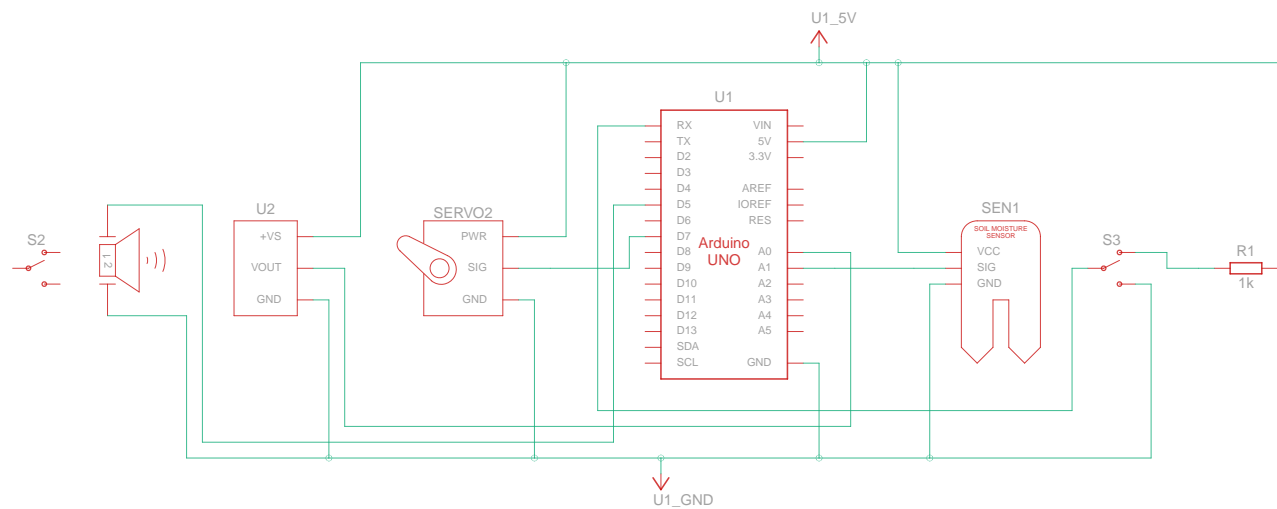 U1_5V
U1
RX
TX
D2
D3
D4
D5
D6
D7
D8
D9
D10
D11
D12
D13
SDA
SCL
VIN
5V
3.3V
AREF
IOREF
RES
A0
A1
A2
A3
A4
A5
GND
Arduino
UNO
S2
1 2
U2
+VS
VOUT
GND
SERVO2
PWR
SIG
GND
SEN1
SOIL MOISTURE
SENSOR
VCC
SIG
GND
S3
R1
1k
U1_GND